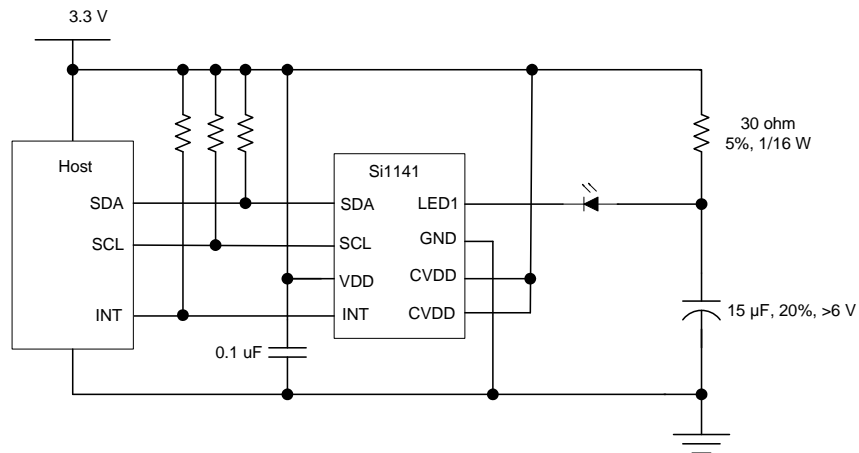 3.3 V
30 ohm
5%, 1/16 W
Host
Si1141
SDA
SDA
LED1
SCL
SCL
GND
VDD
CVDD
INT
INT
CVDD
15 µF, 20%, >6 V
0.1 uF